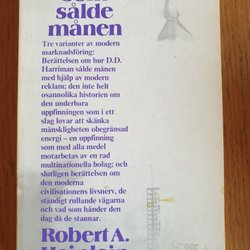 sålde
månen
Tre varianter av modern
marknadsföring:
Berättelsen om hur D.D.
Harriman sålde månen
med hjälp av modern
reklam; den inte helt
osannolika historien om
den underbara
uppfinningen som i ett
slag lovar att skänka
mänskligheten obegränsad
energi – en uppfinning
som med alla medel
motarbetas av en rad
multinationella bolag; och
slutligen berättelsen om
den moderna
civilisationens livsnerv, de
ständigt rullande vägarna
och vad som händer den
dag då de stannar.
Robert A.